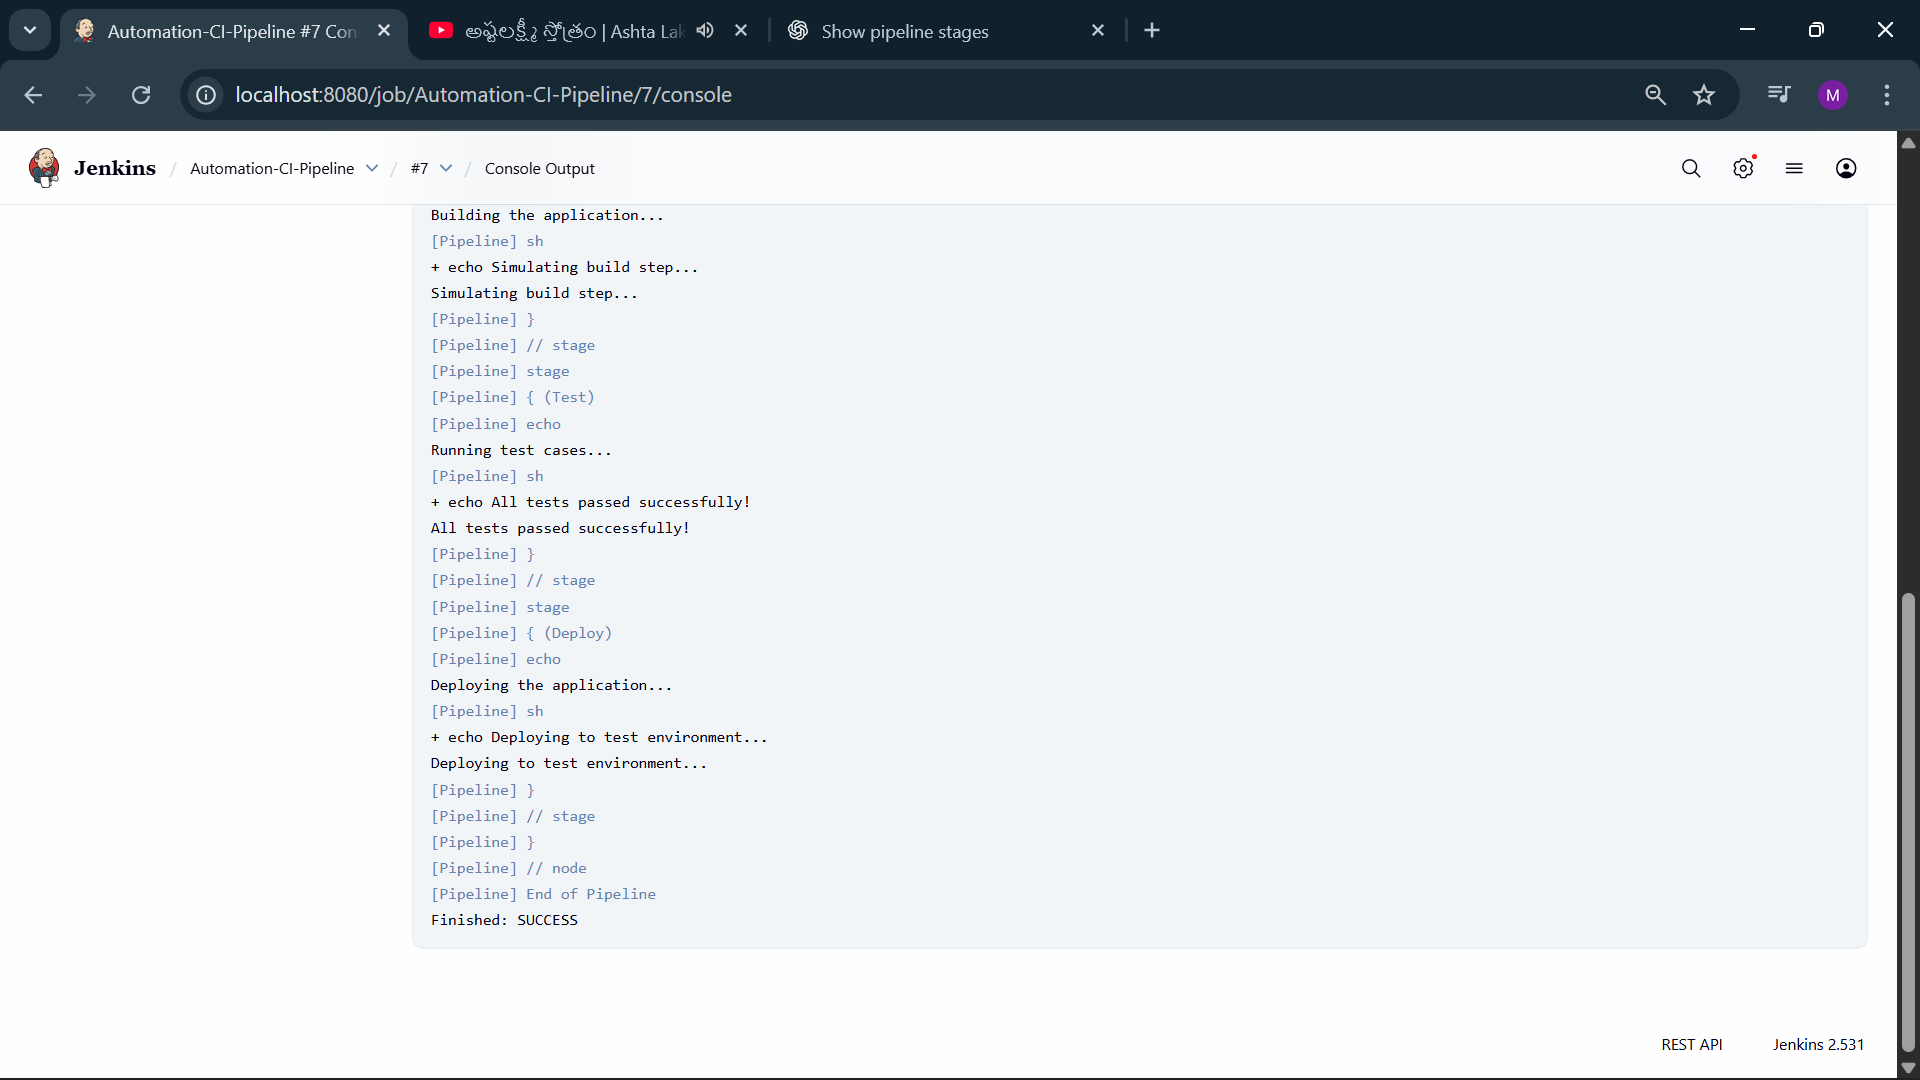 Automation-CI-Pipeline #7 Con
అష్టలక్ష్మీ స్తోత్రం | Ashta Lak
Show pipeline stages
localhost:8080/job/Automation-CI-Pipeline/7/console
M
Jenkins / Automation-CI-Pipeline / #7 / Console Output
Building the application...
[Pipeline] sh
+ echo Simulating build step...
Simulating build step...
[Pipeline] }
[Pipeline] // stage
[Pipeline] stage
[Pipeline] { (Test)
[Pipeline] echo
Running test cases...
[Pipeline] sh
+ echo All tests passed successfully!
All tests passed successfully!
[Pipeline] }
[Pipeline] // stage
[Pipeline] stage
[Pipeline] { (Deploy)
[Pipeline] echo
Deploying the application...
[Pipeline] sh
+ echo Deploying to test environment...
Deploying to test environment...
[Pipeline] }
[Pipeline] // stage
[Pipeline] }
[Pipeline] // node
[Pipeline] End of Pipeline
Finished: SUCCESS
REST API
Jenkins 2.531